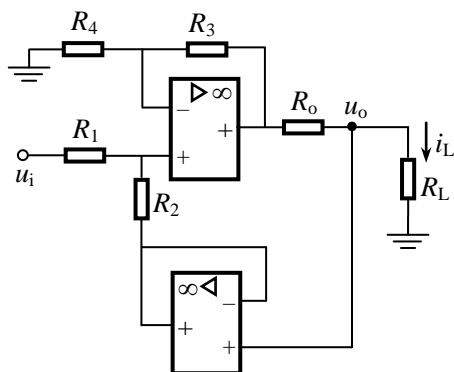 R4
R3
▷ ∞
−
+
+
Ro
uo
R1
ui
R2
iL
RL
∞ ◁
−
+
+